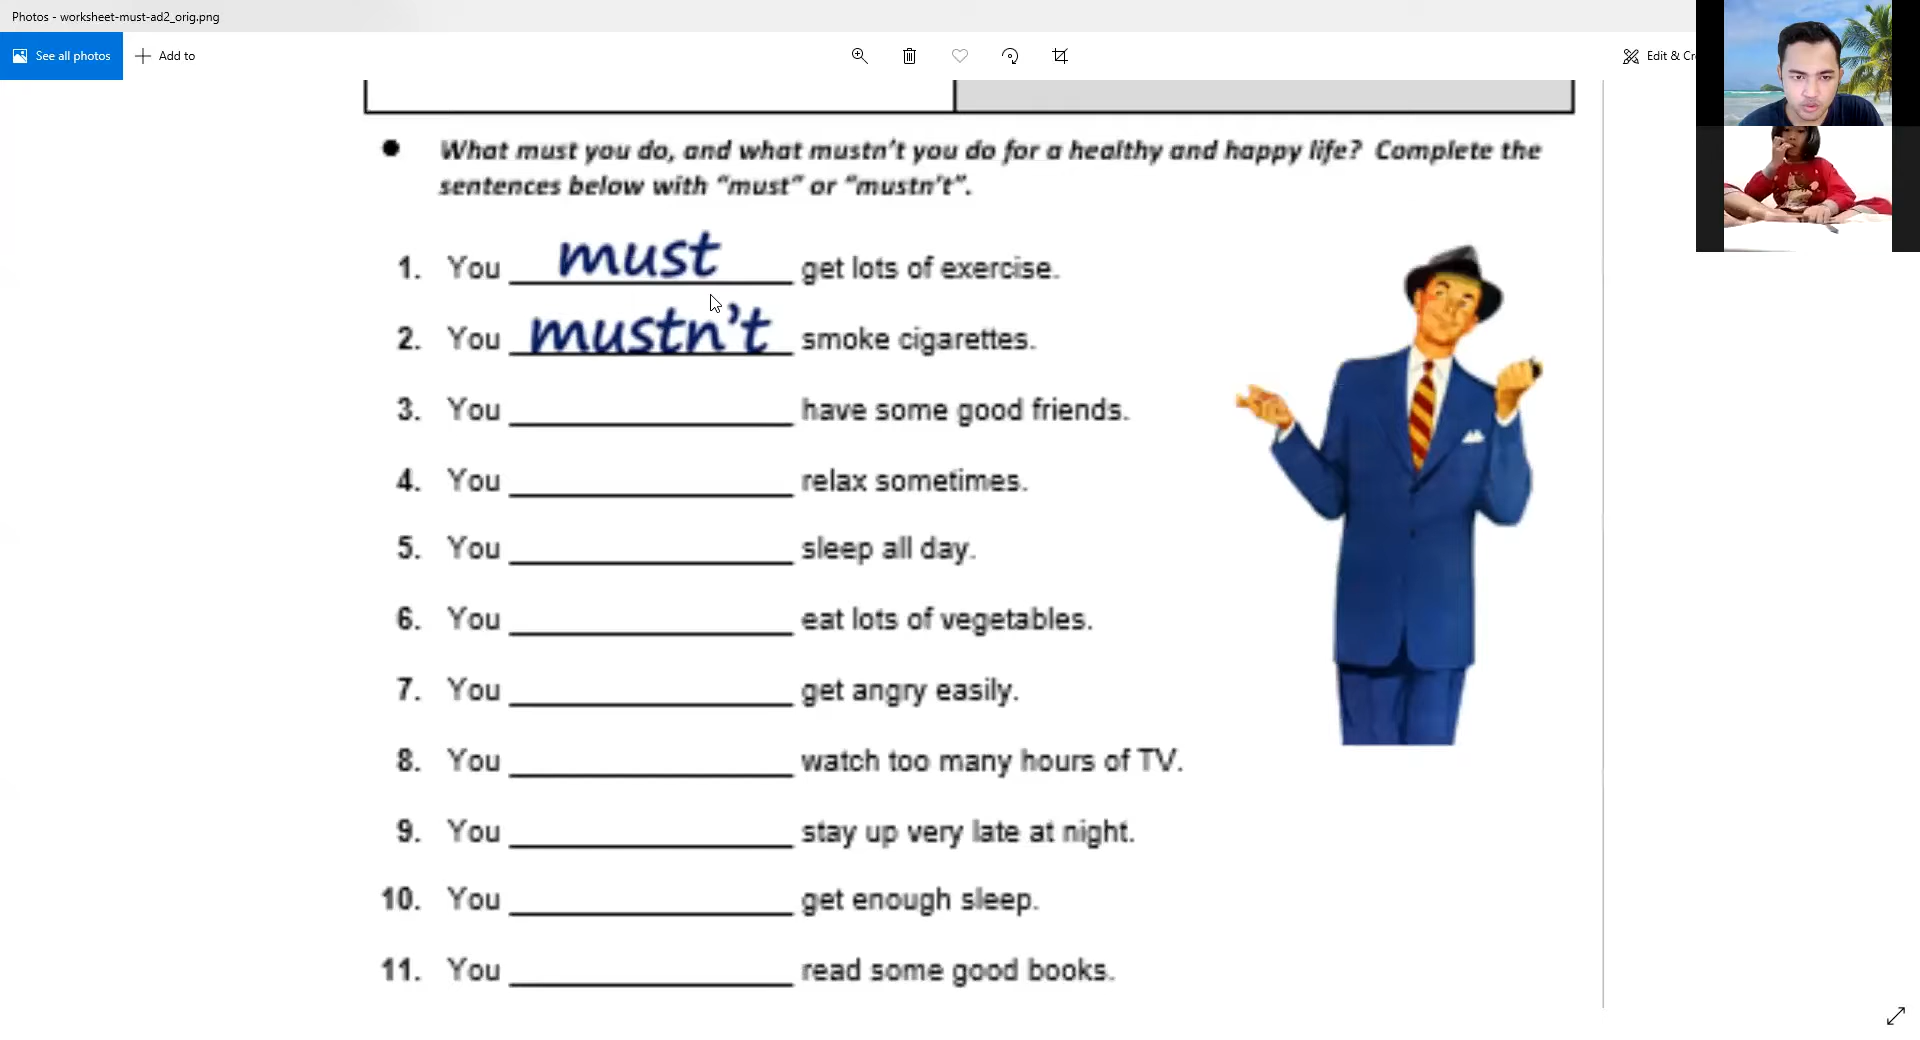 Photos - worksheet-must-ad2_orig.png
See all photos
Add to
Edit & Cr
What must you do, and what mustn't you do for a healthy and happy life? Complete the
sentences below with "must" or "mustn't".
1. You must get lots of exercise.
2. You mustn't smoke cigarettes.
3. You ____________ have some good friends.
4. You ____________ relax sometimes.
5. You ____________ sleep all day.
6. You ____________ eat lots of vegetables.
7. You ____________ get angry easily.
8. You ____________ watch too many hours of TV.
9. You ____________ stay up very late at night.
10. You ____________ get enough sleep.
11. You ____________ read some good books.